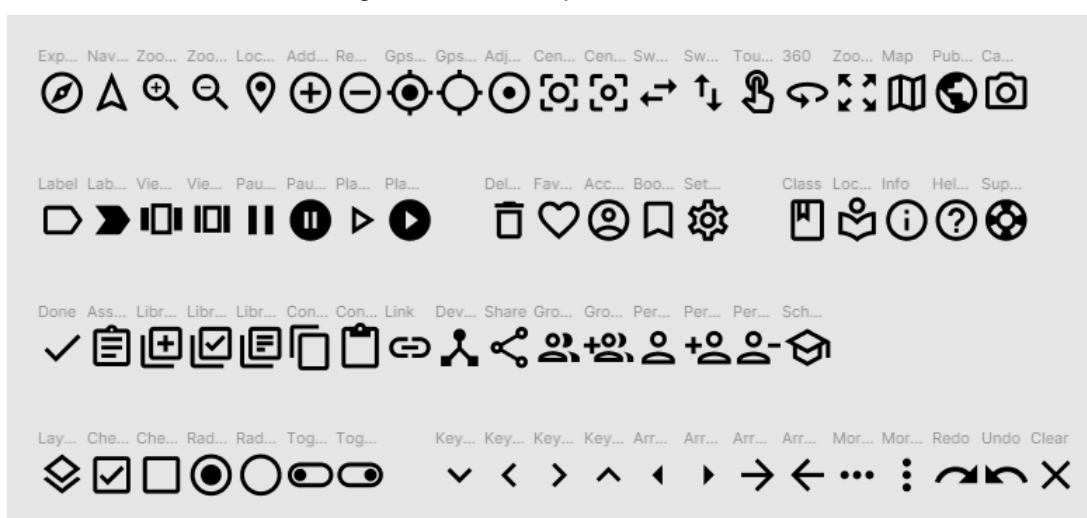 Exp... Nav... Zoo... Zoo... Loc... Add... Re... Gps... Gps... Adj... Cen... Cen... Sw... Sw... Tou... 360 Zoo... Map Pub... Ca...
Label Lab... Vie... Vie... Pau... Pau... Pla... Pla... Del... Fav... Acc... Boo... Set... Class Loc... Info Hel... Sup...
Done Ass... Libr... Libr... Libr... Con... Con... Link Dev... Share Gro... Gro... Per... Per... Per... Sch...
Lay... Che... Che... Rad... Rad... Tog... Tog... Key... Key... Key... Key... Arr... Arr... Arr... Arr... Mor... Mor... Redo Undo Clear